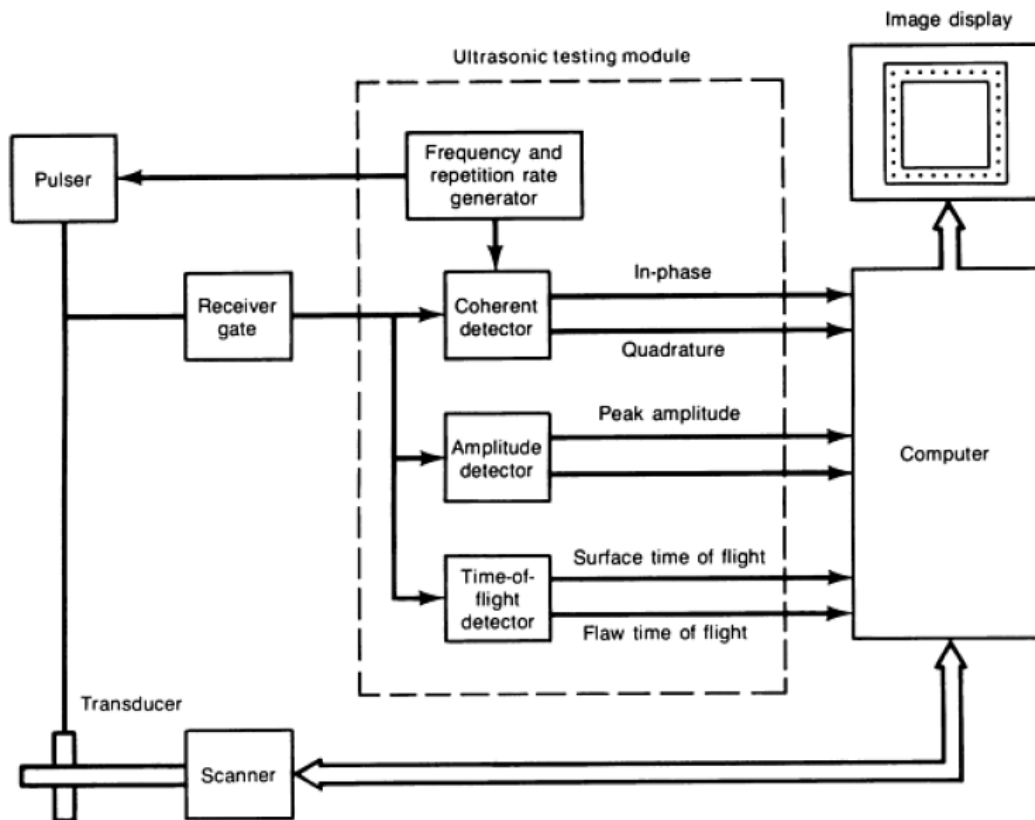 Image display
Ultrasonic testing module
Pulser
Frequency and
repetition rate
generator
Receiver
gate
Coherent
detector
In-phase
Quadrature
Amplitude
detector
Peak amplitude
Computer
Time-of-
flight
detector
Surface time of flight
Flaw time of flight
Transducer
Scanner